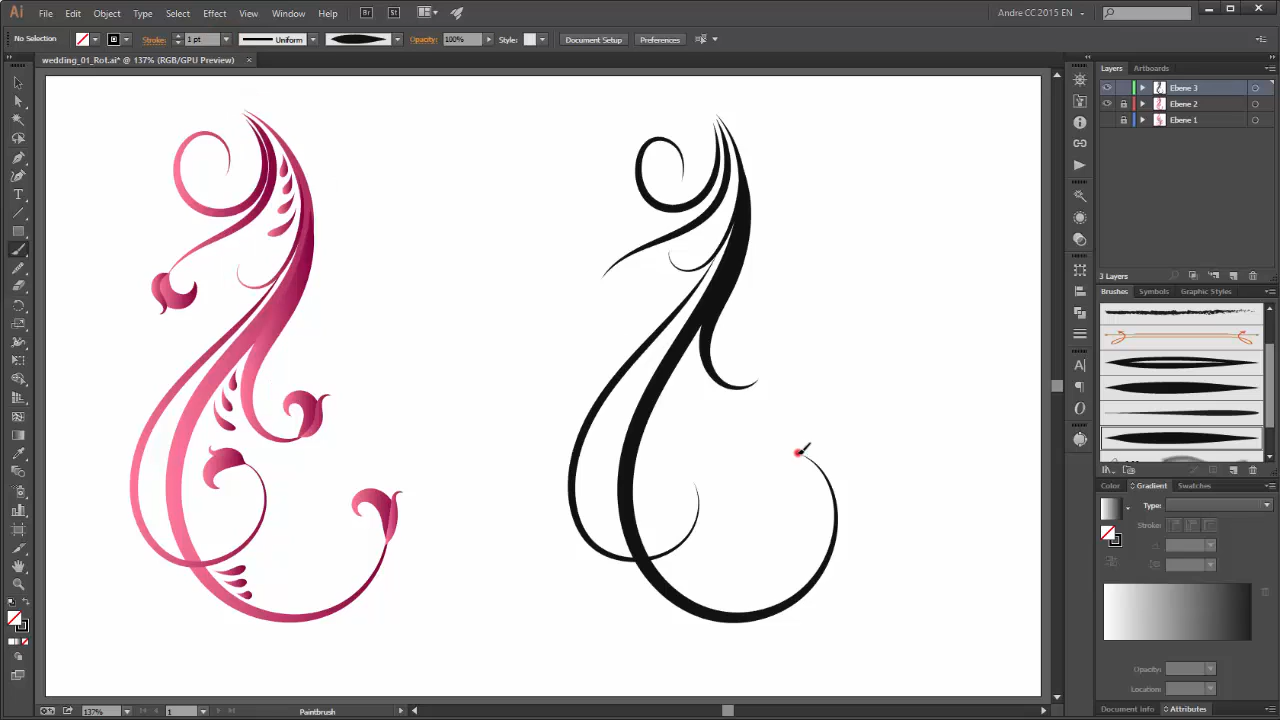 Ai File Edit Object Type Select Effect View Window Help Br St Andre CC 2015 EN
No Selection Stroke: 1 pt Uniform Opacity: 100% Style: Document Setup Preferences
wedding_01_Rot.ai* @ 137% (RGB/GPU Preview) ×
Layers Artboards
Ebene 3
Ebene 2
Ebene 1
3 Layers
Brushes Symbols Graphic Styles
Color Gradient Swatches
Type:
Stroke:
Opacity:
Location:
137% 1 Paintbrush
Document Info Attributes